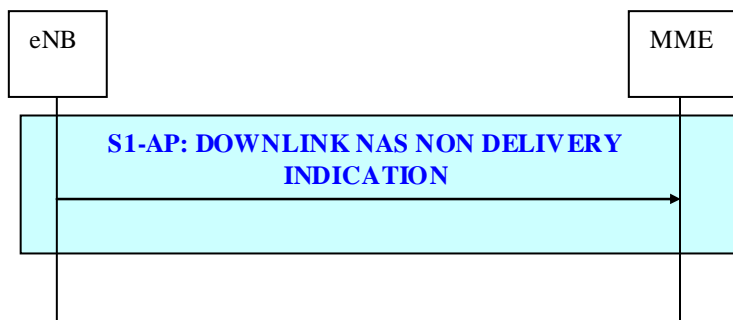 eNB
MME
S1-AP: DOWNLINK NAS NON DELIVERY
INDICATION